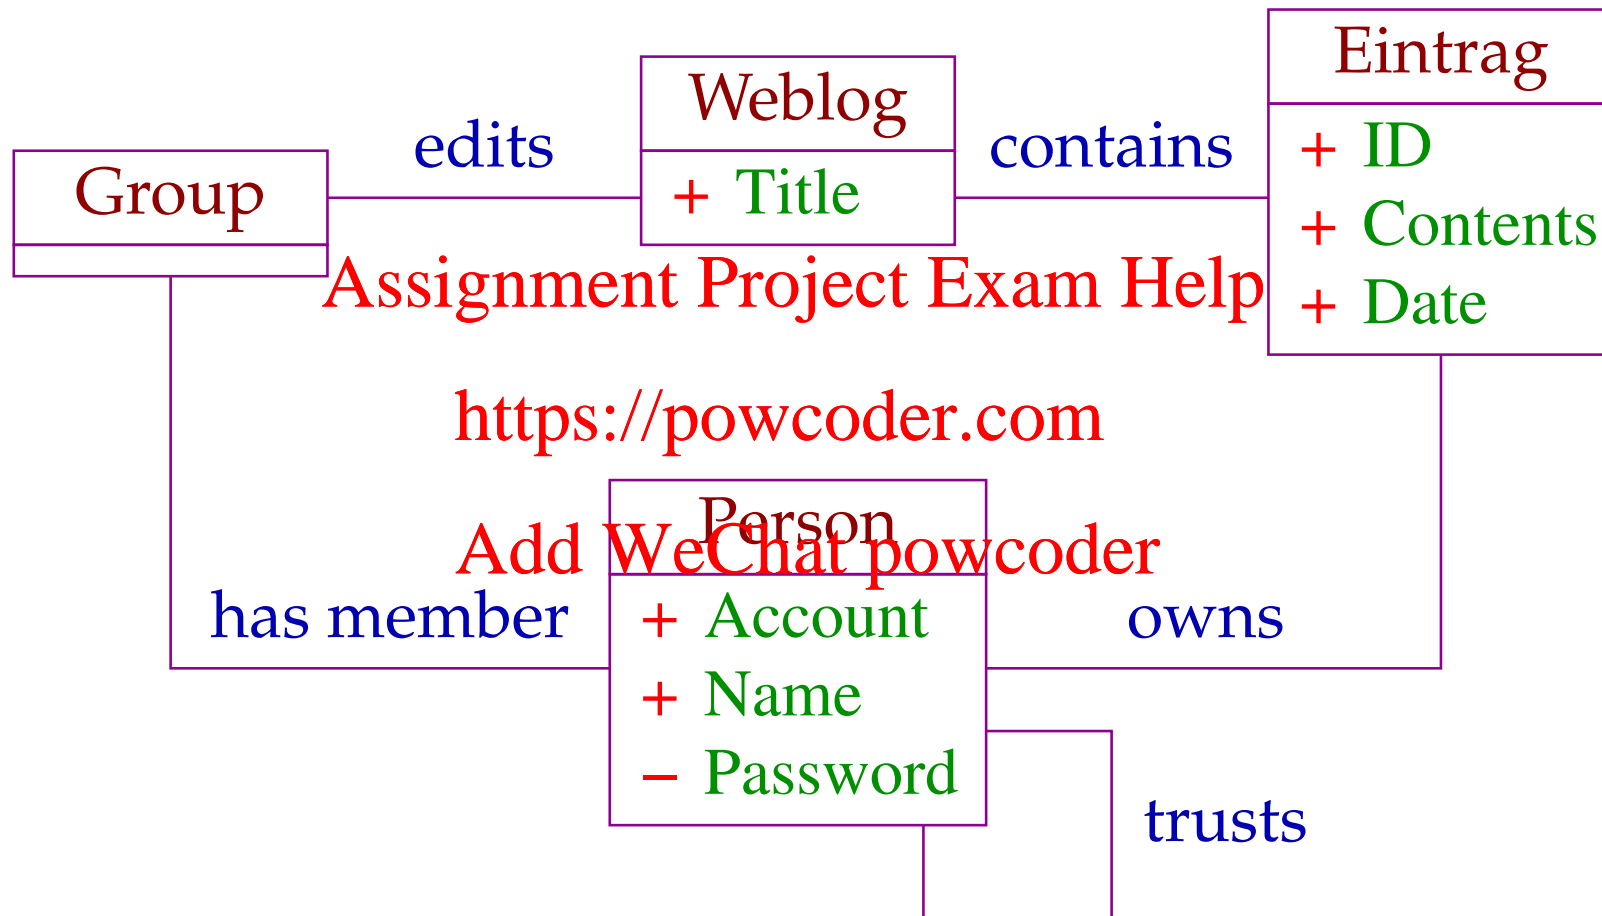 Eintrag
Weblog
edits
contains
+ ID
Group
+ Title
+ Contents
Assignment Project Exam Help
+ Date
https://powcoder.com
Person
Add WeChat powcoder
has member
+ Account
owns
+ Name
– Password
trusts